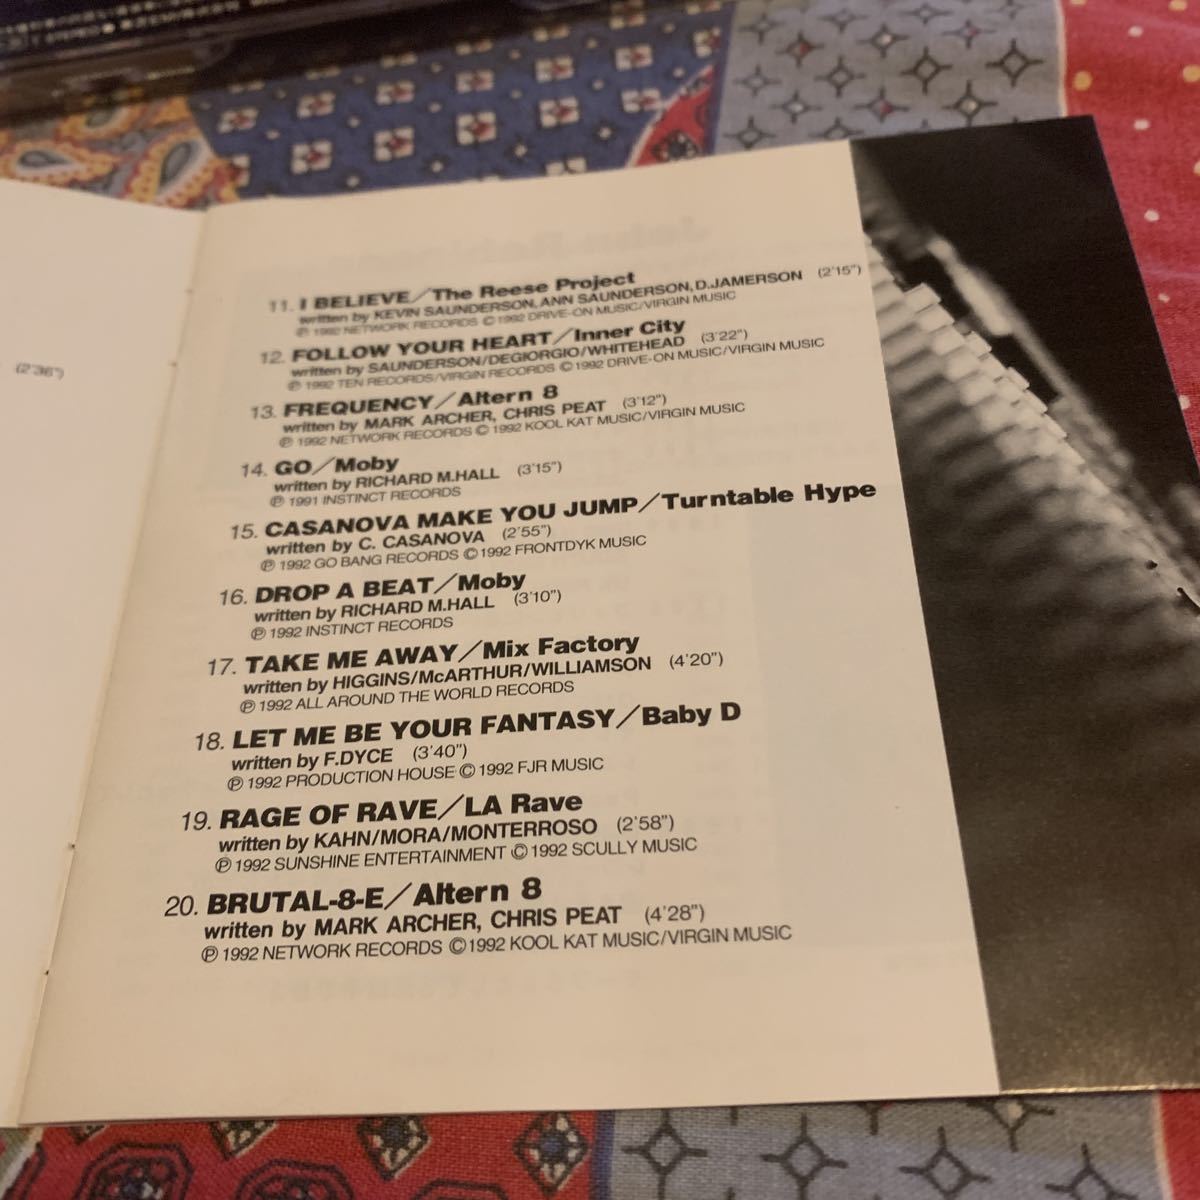 (2'36")
11. I BELIEVE／The Reese Project
written by KEVIN SAUNDERSON, ANN SAUNDERSON, D.JAMERSON (2'15")
Ⓟ 1992 NETWORK RECORDS Ⓒ 1992 DRIVE-ON MUSIC/VIRGIN MUSIC
12. FOLLOW YOUR HEART／Inner City
written by SAUNDERSON/DEGIORGIO/WHITEHEAD (3'22")
Ⓟ 1992 TEN RECORDS/VIRGIN RECORDS Ⓒ 1992 DRIVE-ON MUSIC/VIRGIN MUSIC
13. FREQUENCY／Altern 8
written by MARK ARCHER, CHRIS PEAT (3'12")
Ⓟ 1992 NETWORK RECORDS Ⓒ 1992 KOOL KAT MUSIC/VIRGIN MUSIC
14. GO／Moby
written by RICHARD M.HALL (3'15")
Ⓟ 1991 INSTINCT RECORDS
15. CASANOVA MAKE YOU JUMP／Turntable Hype
written by C. CASANOVA (2'55")
Ⓟ 1992 GO BANG RECORDS Ⓒ 1992 FRONTDYK MUSIC
16. DROP A BEAT／Moby
written by RICHARD M.HALL (3'10")
Ⓟ 1992 INSTINCT RECORDS
17. TAKE ME AWAY／Mix Factory
written by HIGGINS/McARTHUR/WILLIAMSON (4'20")
Ⓟ 1992 ALL AROUND THE WORLD RECORDS
18. LET ME BE YOUR FANTASY／Baby D
written by F.DYCE (3'40")
Ⓟ 1992 PRODUCTION HOUSE Ⓒ 1992 FJR MUSIC
19. RAGE OF RAVE／LA Rave
written by KAHN/MORA/MONTERROSO (2'58")
Ⓟ 1992 SUNSHINE ENTERTAINMENT Ⓒ 1992 SCULLY MUSIC
20. BRUTAL-8-E／Altern 8
written by MARK ARCHER, CHRIS PEAT (4'28")
Ⓟ 1992 NETWORK RECORDS Ⓒ 1992 KOOL KAT MUSIC/VIRGIN MUSIC